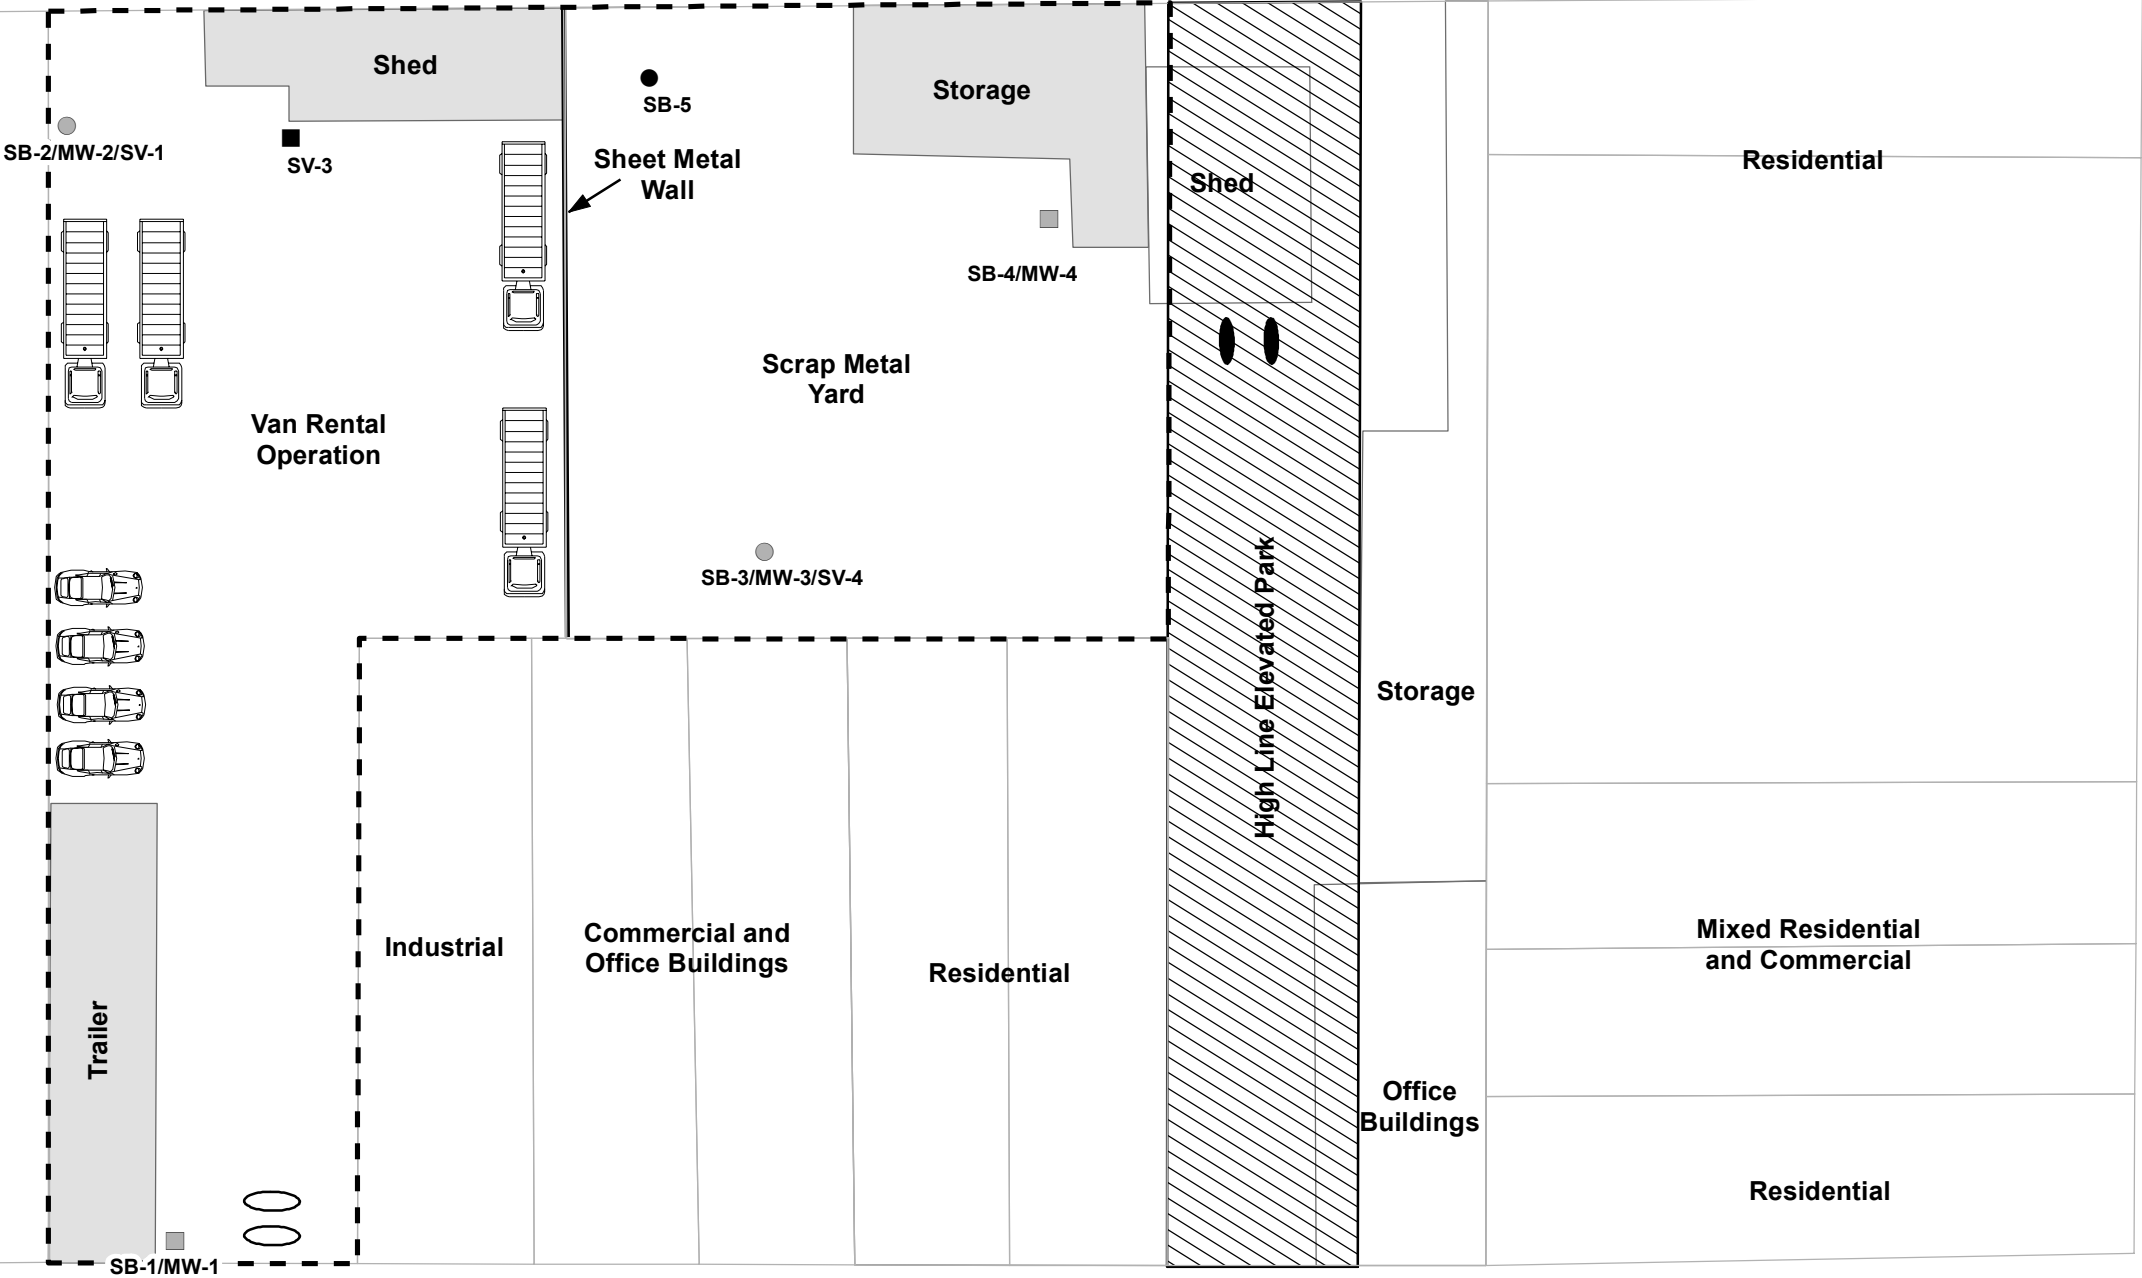 Shed
SB-5
Storage
SB-2/MW-2/SV-1
SV-3
Sheet Metal
Wall
Shed
Residential
SB-4/MW-4
Scrap Metal
Yard
Van Rental
Operation
SB-3/MW-3/SV-4
High Line Elevated Park
Storage
Industrial
Commercial and
Office Buildings
Residential
Mixed Residential
and Commercial
Trailer
Office
Buildings
Residential
SB-1/MW-1